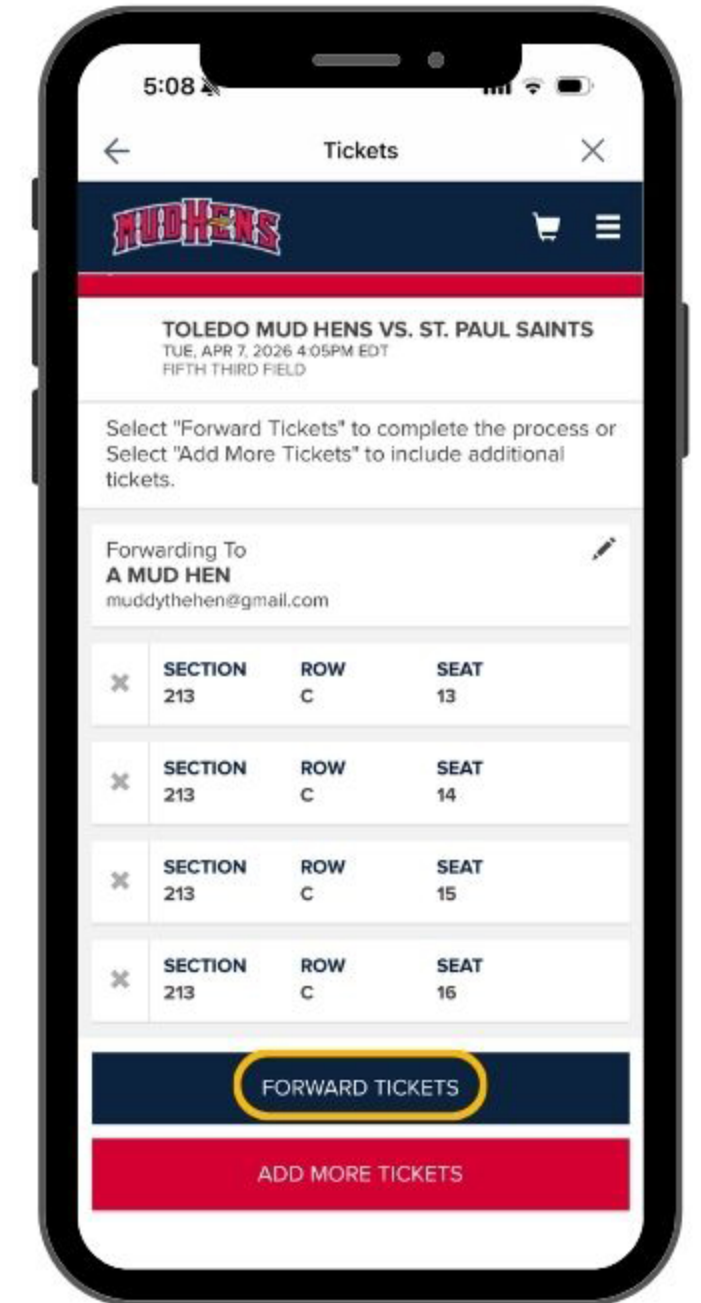 5:08
Tickets
MUDHENS
TOLEDO MUD HENS VS. ST. PAUL SAINTS
TUE, APR 7, 2026 4:05PM EDT
FIFTH THIRD FIELD
Select "Forward Tickets" to complete the process or
Select "Add More Tickets" to include additional
tickets.
Forwarding To
A MUD HEN
muddythehen@gmail.com
SECTION ROW SEAT
213 C 13
SECTION ROW SEAT
213 C 14
SECTION ROW SEAT
213 C 15
SECTION ROW SEAT
213 C 16
FORWARD TICKETS
ADD MORE TICKETS